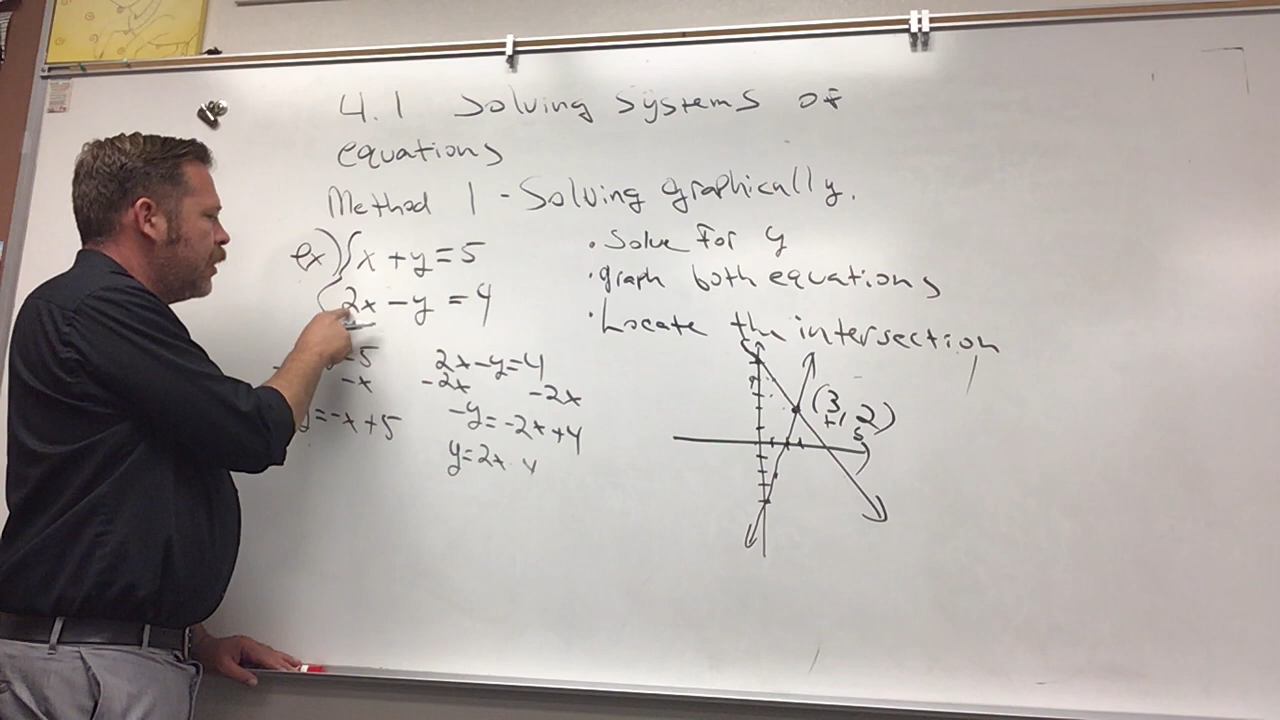 4.1 Solving systems of
equations
Method 1 - Solving graphically.
ex) x + y = 5
2x - y = 4
• Solve for y
• graph both equations
• Locate the intersection
=5
-x
y=-x+5
2x-y=4
-2x -2x
-y=-2x+4
y=2x 4
(3, 2)